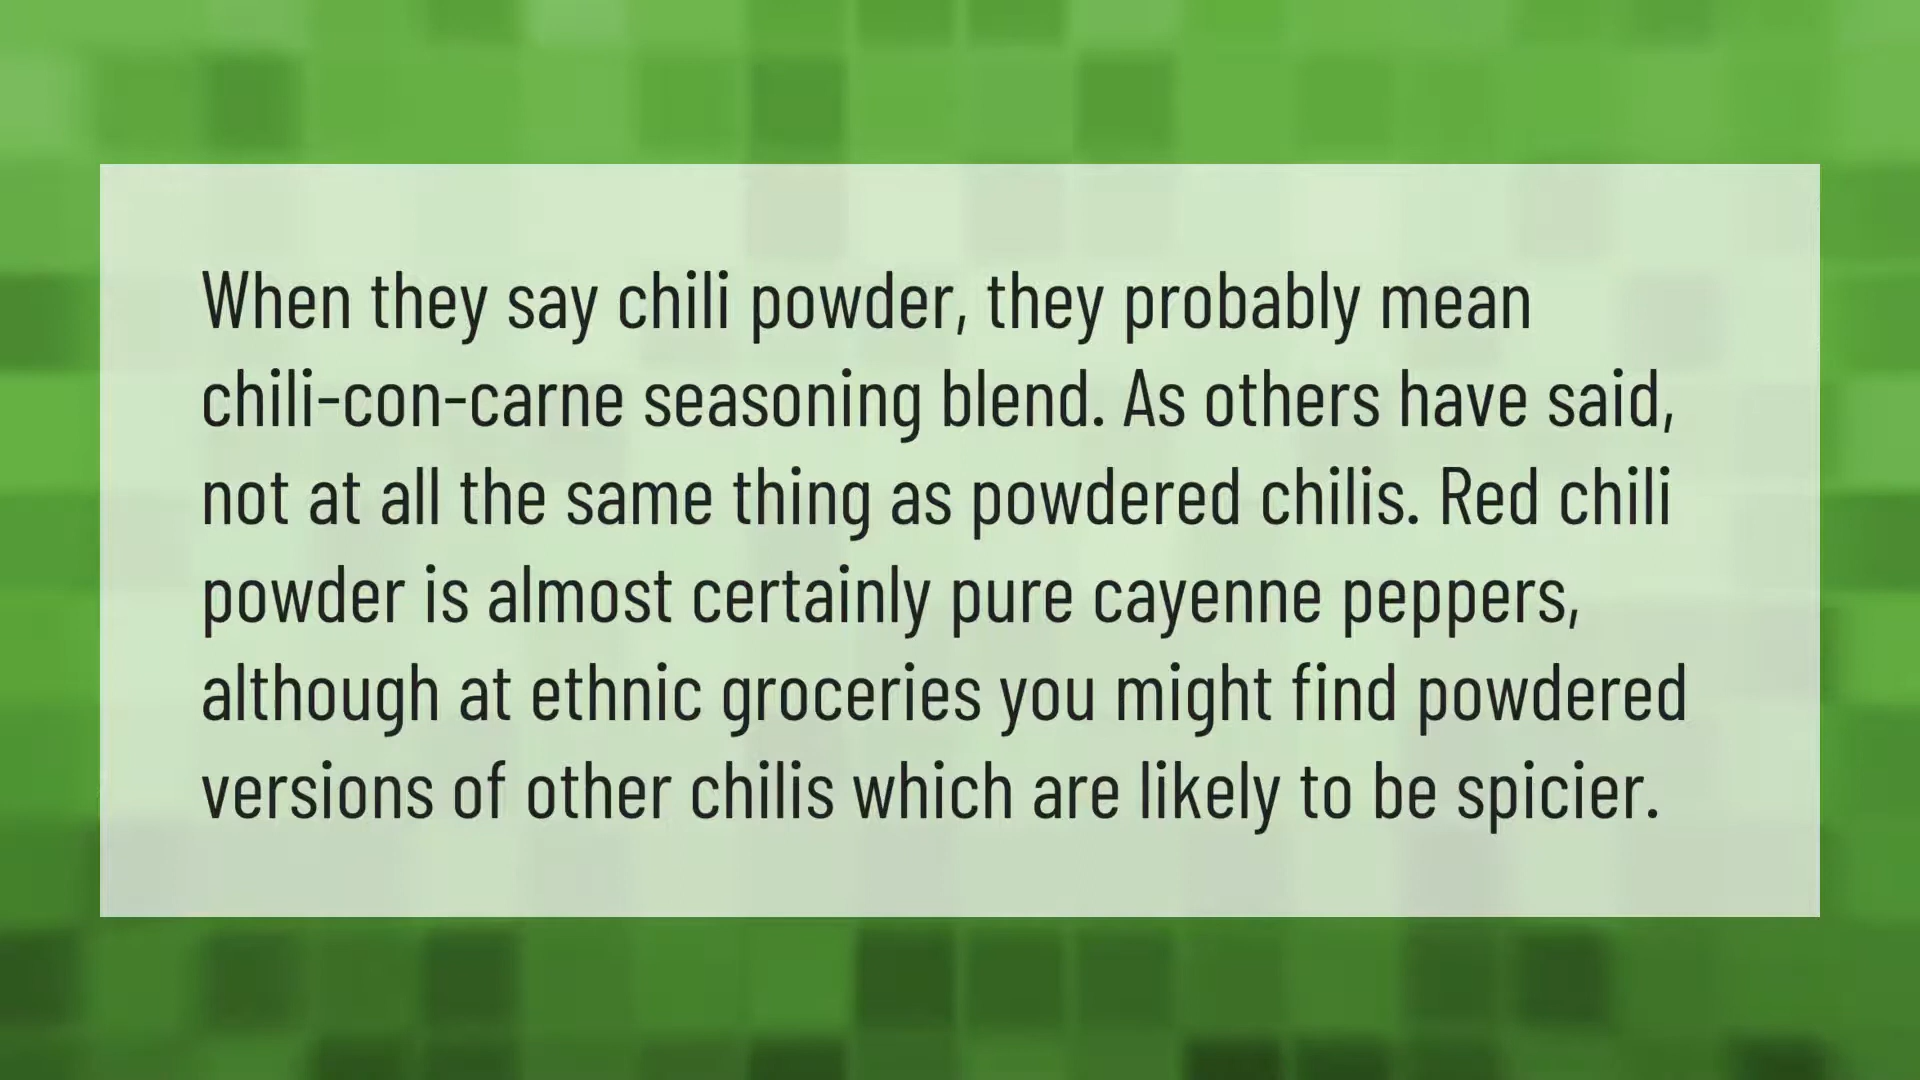 When they say chili powder, they probably mean
chili-con-carne seasoning blend. As others have said,
not at all the same thing as powdered chilis. Red chili
powder is almost certainly pure cayenne peppers,
although at ethnic groceries you might find powdered
versions of other chilis which are likely to be spicier.